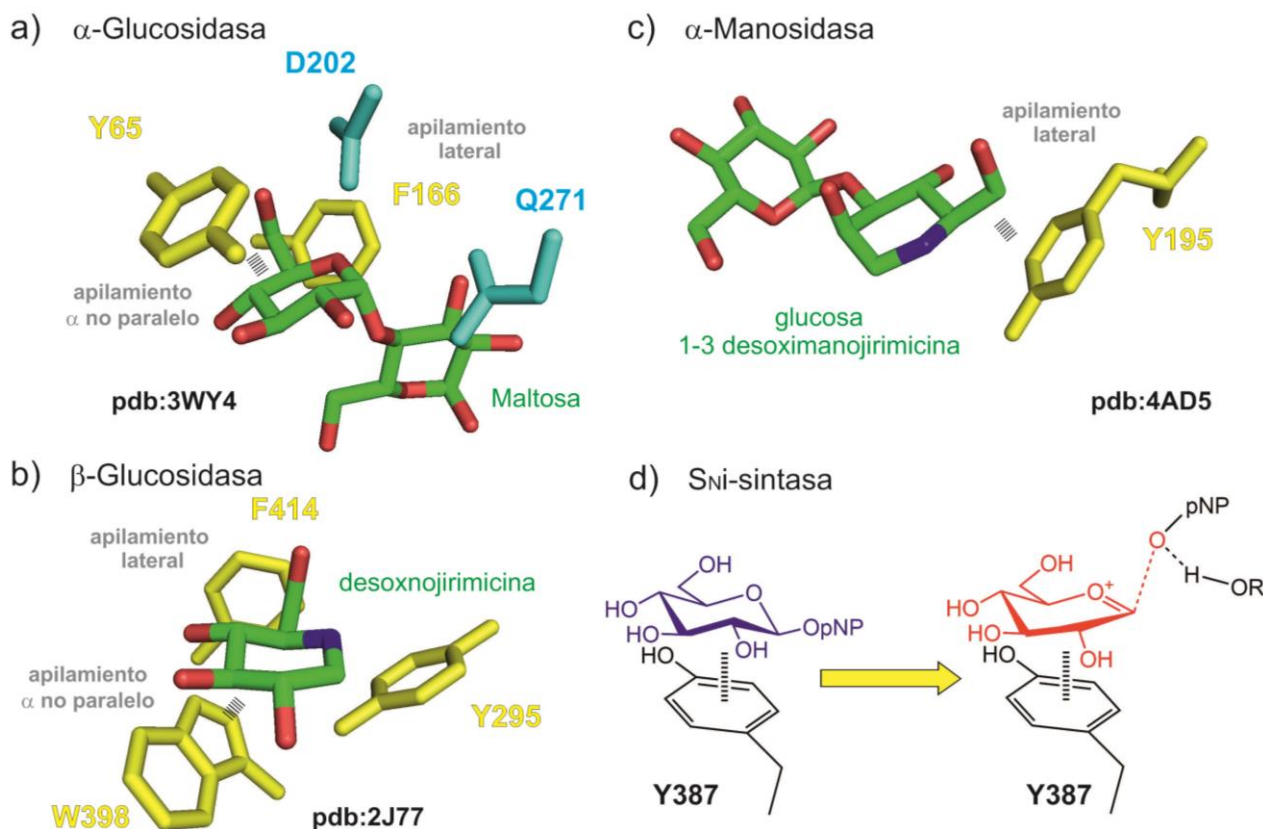 a) α-Glucosidasa
D202
Y65
apilamiento
lateral
F166
Q271
apilamiento
α no paralelo
Maltosa
pdb:3WY4
b) β-Glucosidasa
F414
apilamiento
lateral
desoxnojirimicina
apilamiento
α no paralelo
Y295
W398
pdb:2J77
c) α-Manosidasa
apilamiento
lateral
Y195
glucosa
1-3 desoximanojirimicina
pdb:4AD5
d) SNi-sintasa
OH
O
HO
HO
OpNP
OH
HO
Y387
pNP
O
H
OR
OH
O+
HO
HO
OH
HO
Y387